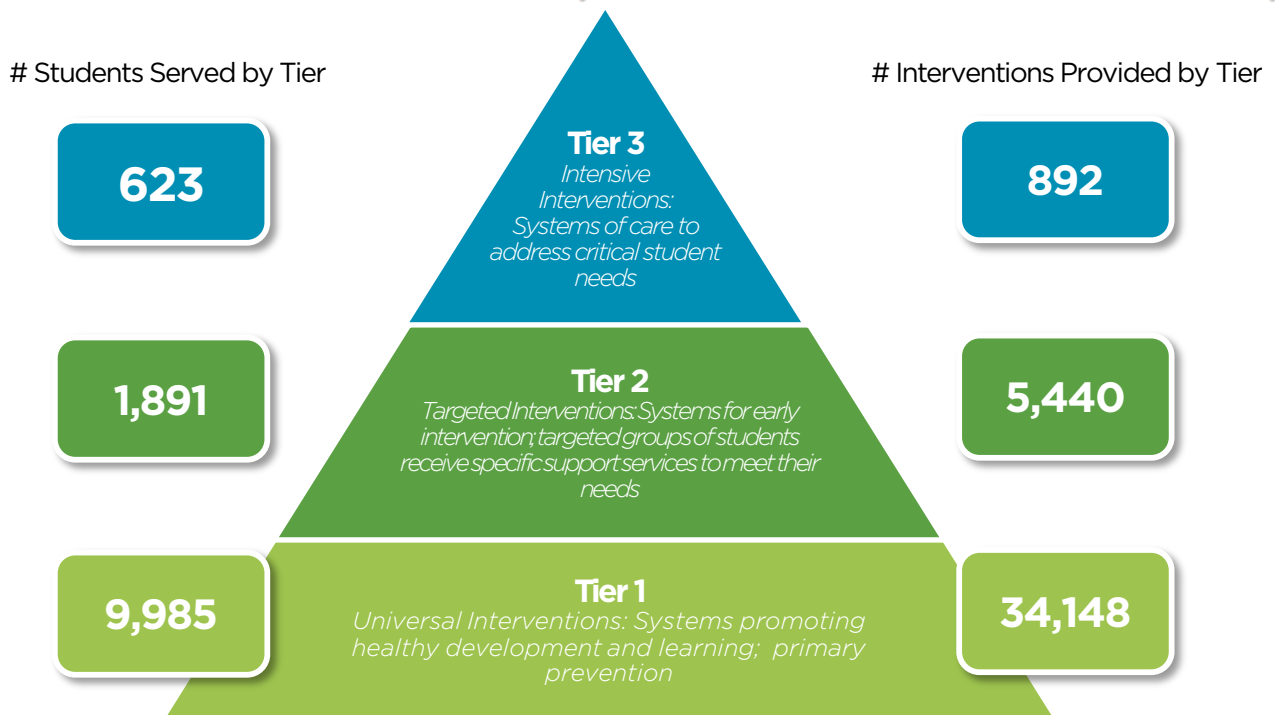 # Students Served by Tier
# Interventions Provided by Tier
623
Tier 3
Intensive
Interventions:
Systems of care to
address critical student
needs
892
1,891
Tier 2
Targeted Interventions: Systems for early
intervention; targeted groups of students
receive specific support services to meet their
needs
5,440
9,985
Tier 1
Universal Interventions: Systems promoting
healthy development and learning; primary
prevention
34,148